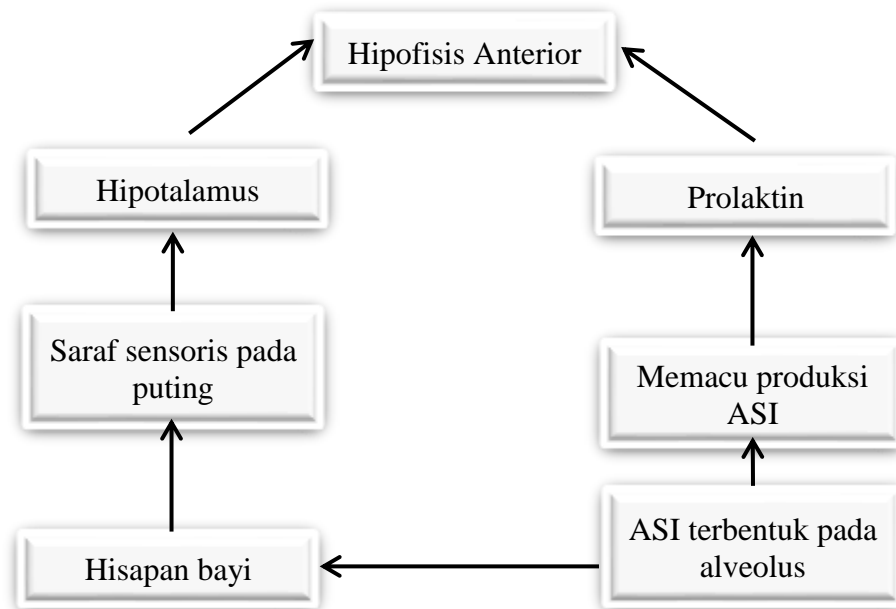 Hipofisis Anterior
Hipotalamus
Prolaktin
Saraf sensoris pada
puting
Memacu produksi
ASI
Hisapan bayi
ASI terbentuk pada
alveolus